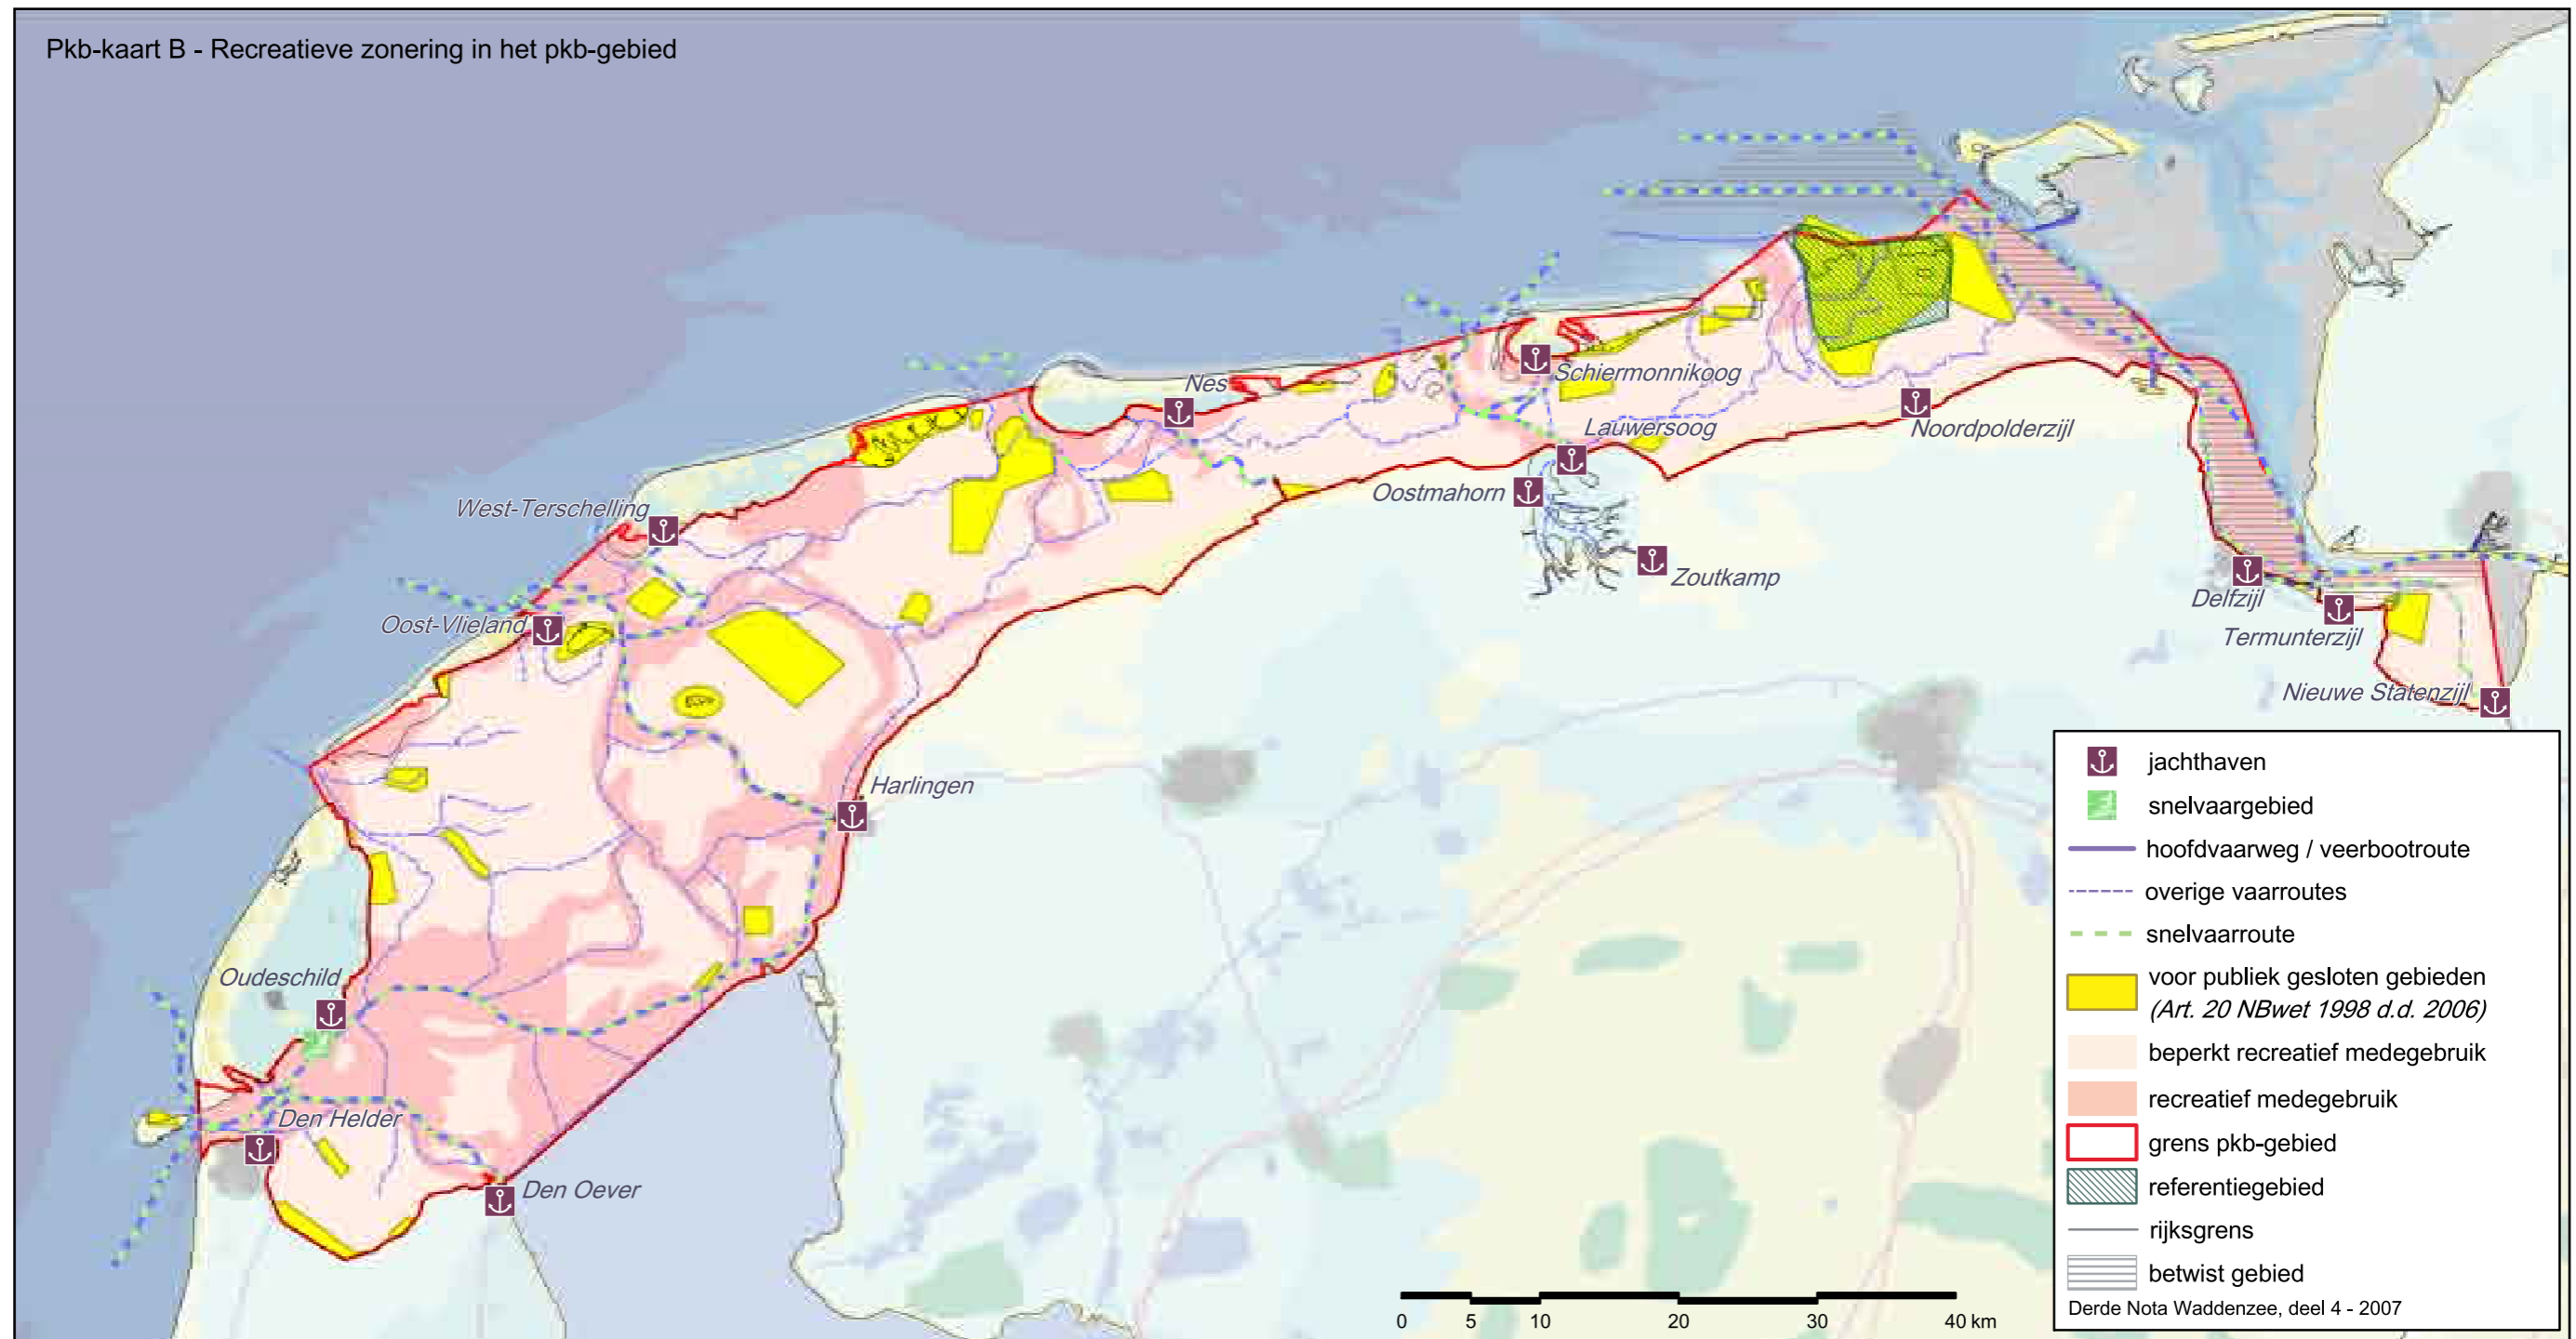 Pkb-kaart B - Recreatieve zonering in het pkb-gebied
Nes
Schiermonnikoog
Lauwersoog
Noordpolderzijl
Oostmahorn
West-Terschelling
Zoutkamp
Delfzijl
Oost-Vlieland
Termunterzijl
Nieuwe Statenzijl
Harlingen
Oudeschild
Den Helder
Den Oever
jachthaven
snelvaargebied
hoofdvaarweg / veerbootroute
overige vaarroutes
snelvaarroute
voor publiek gesloten gebieden
(Art. 20 NBwet 1998 d.d. 2006)
beperkt recreatief medegebruik
recreatief medegebruik
grens pkb-gebied
referentiegebied
rijksgrens
betwist gebied
Derde Nota Waddenzee, deel 4 - 2007
0 5 10 20 30 40 km